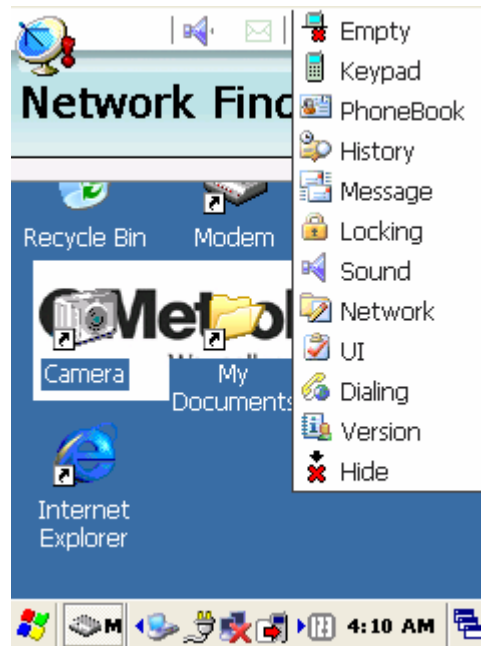 Network Find
Empty
Keypad
PhoneBook
History
Message
Locking
Sound
Network
UI
Dialing
Version
Hide
Recycle Bin
Modem
Camera
My
Documents
Internet
Explorer
M
4:10 AM